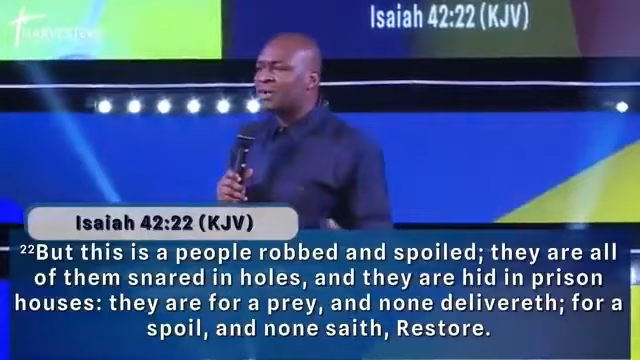 HARVESTERS
Isaiah 42:22 (KJV)
Isaiah 42:22 (KJV)
²²But this is a people robbed and spoiled; they are all
of them snared in holes, and they are hid in prison
houses: they are for a prey, and none delivereth; for a
spoil, and none saith, Restore.